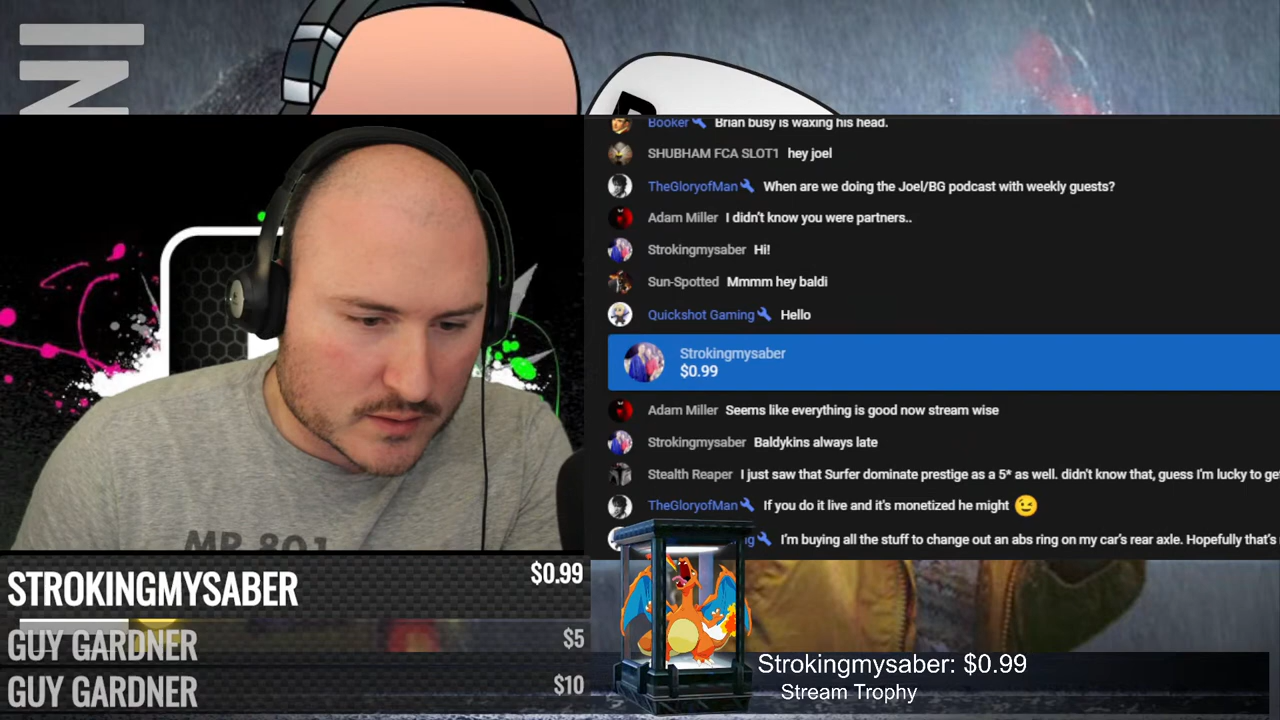 Booker Brian busy is waxing his head.
SHUBHAM FCA SLOT1 hey joel
TheGloryofMan When are we doing the Joel/BG podcast with weekly guests?
Adam Miller I didn't know you were partners..
Strokingmysaber Hi!
Sun-Spotted Mmmm hey baldi
Quickshot Gaming Hello
Strokingmysaber
$0.99
Adam Miller Seems like everything is good now stream wise
Strokingmysaber Baldykins always late
Stealth Reaper I just saw that Surfer dominate prestige as a 5* as well. didn't know that, guess I'm lucky to ge
TheGloryofMan If you do it live and it's monetized he might 😉
I'm buying all the stuff to change out an abs ring on my car's rear axle. Hopefully that's
MR 801
STROKINGMYSABER $0.99
GUY GARDNER $5
GUY GARDNER $10
Strokingmysaber: $0.99
Stream Trophy